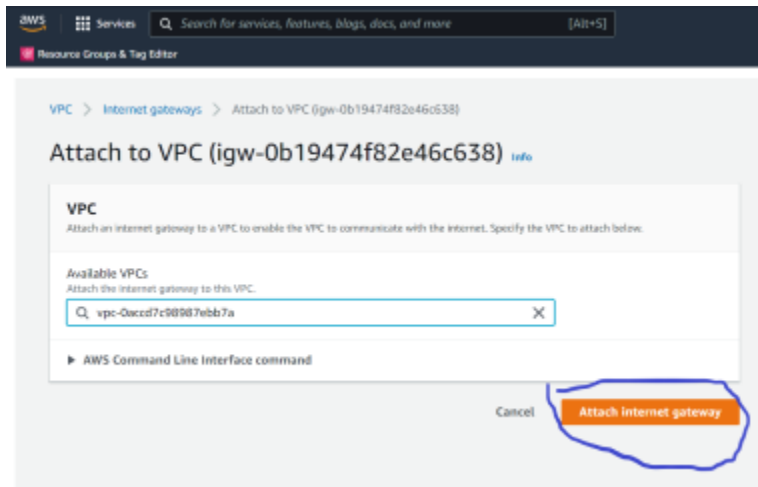 aws Services Search for services, features, blogs, docs, and more [Alt+S]
Resource Groups & Tag Editor
VPC > Internet gateways > Attach to VPC (igw-0b19474f82e46c638)
Attach to VPC (igw-0b19474f82e46c638) Info
VPC
Attach an internet gateway to a VPC to enable the VPC to communicate with the internet. Specify the VPC to attach below.
Available VPCs
Attach the internet gateway to this VPC.
vpc-0accd7c98987ebb7a
AWS Command Line Interface command
Cancel Attach internet gateway